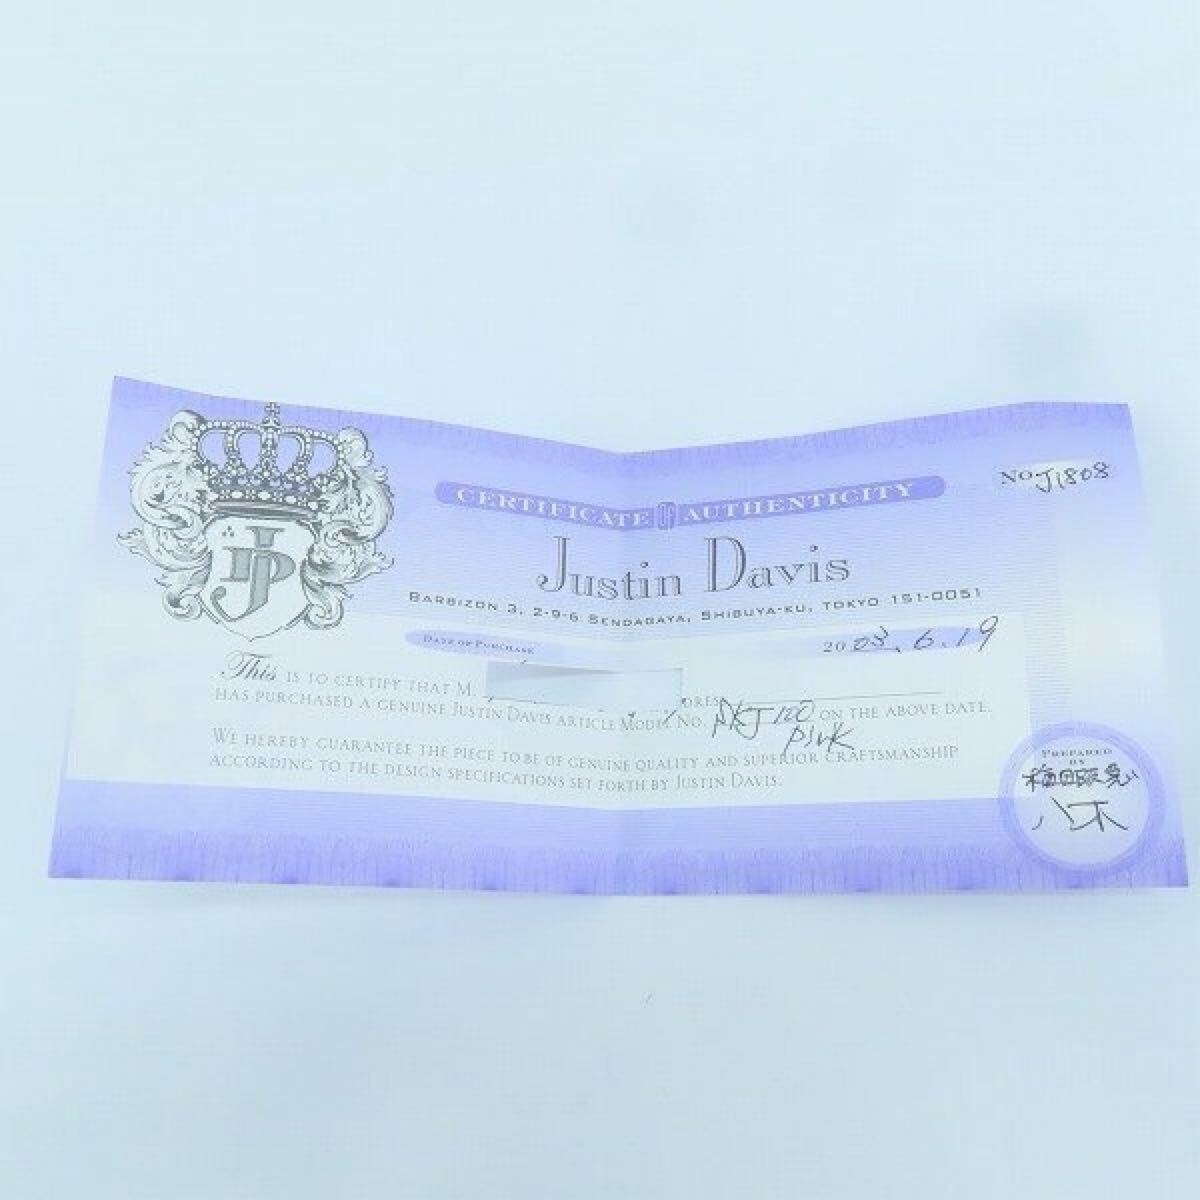 CERTIFICATE OF AUTHENTICITY
NO. J1808
JD
Justin Davis
BARBIZON 3, 2-9-6 SENDAGAYA, SHIBUYA-KU, TOKYO 151-0051
DATE OF PURCHASE 2003. 6. 19
This IS TO CERTIFY THAT M.
HAS PURCHASED A GENUINE JUSTIN DAVIS ARTICLE MODEL NO. 100 ON THE ABOVE DATE.
pink
WE HEREBY GUARANTEE THE PIECE TO BE OF GENUINE QUALITY AND SUPERIOR CRAFTSMANSHIP
ACCORDING TO THE DESIGN SPECIFICATIONS SET FORTH BY JUSTIN DAVIS.
PREPARED
BY
八木